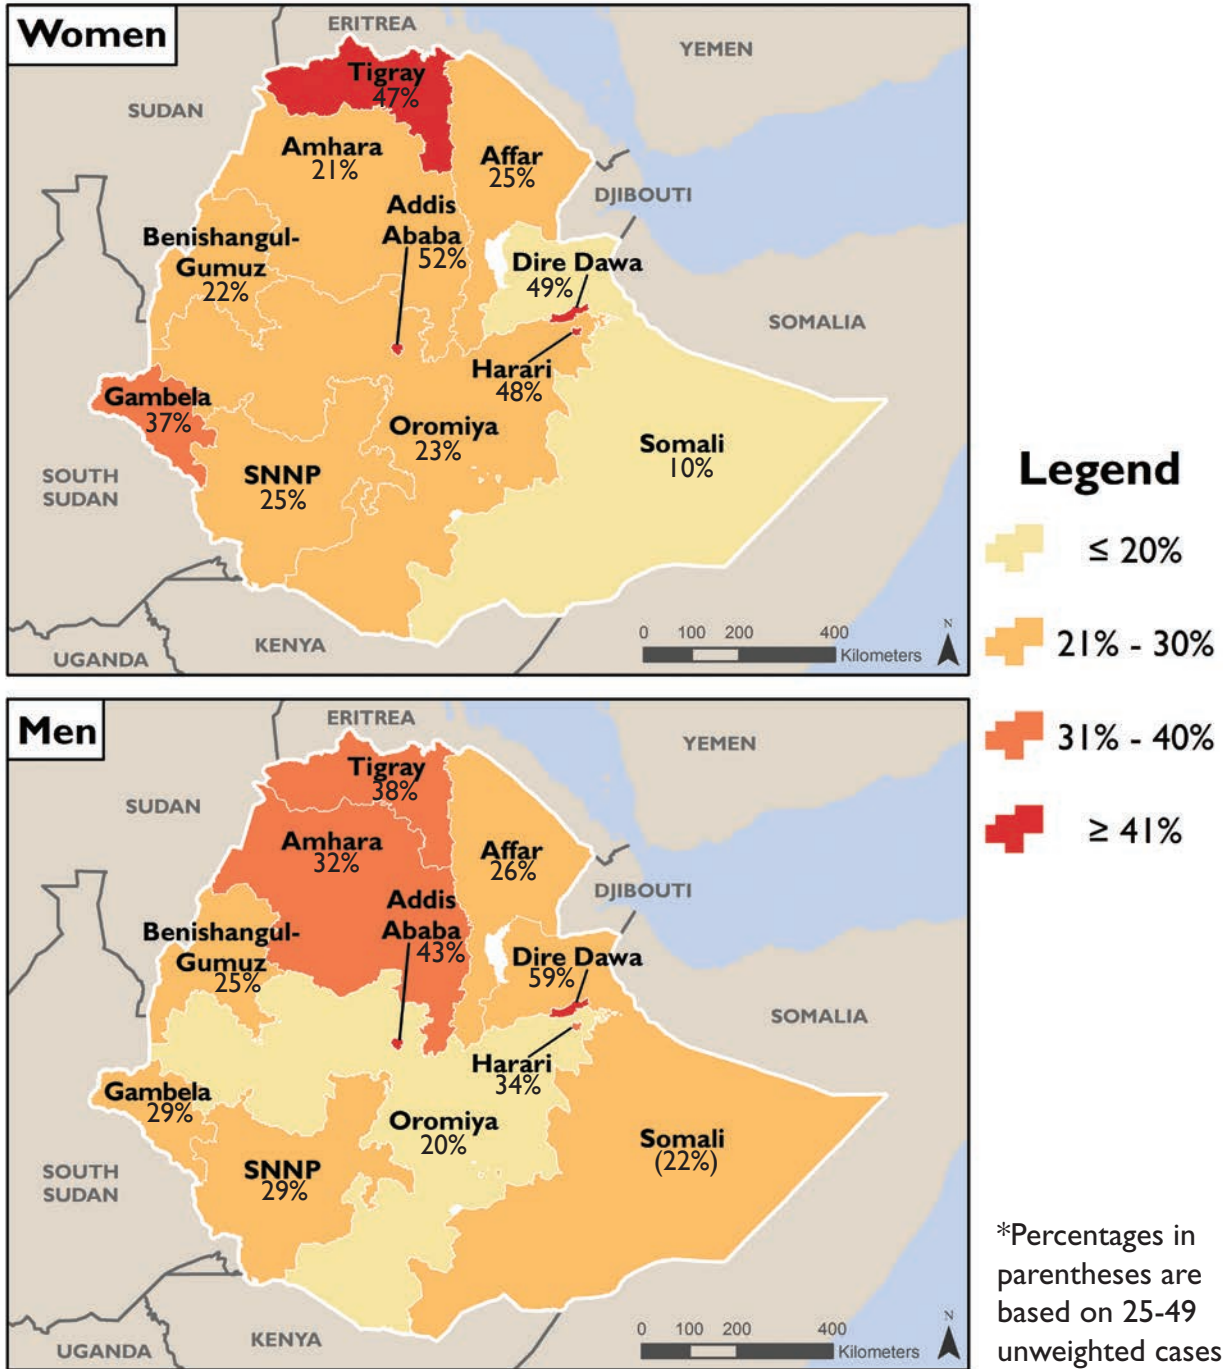 Women
ERITREA
YEMEN
SUDAN
Tigray
47%
Amhara
21%
Affar
25%
DJIBOUTI
Addis
Ababa
52%
Benishangul-
Gumuz
22%
Dire Dawa
49%
SOMALIA
Harari
48%
Gambela
37%
Oromiya
23%
Somali
10%
SNNP
25%
SOUTH
SUDAN
KENYA
UGANDA
0 100 200 400
Kilometers
N
Legend
≤ 20%
21% - 30%
31% - 40%
≥ 41%
Men
ERITREA
YEMEN
SUDAN
Tigray
38%
Amhara
32%
Affar
26%
DJIBOUTI
Addis
Ababa
43%
Benishangul-
Gumuz
25%
Dire Dawa
59%
SOMALIA
Harari
34%
Gambela
29%
Oromiya
20%
Somali
(22%)
SNNP
29%
SOUTH
SUDAN
KENYA
UGANDA
0 100 200 400
Kilometers
N
*Percentages in
parentheses are
based on 25-49
unweighted cases